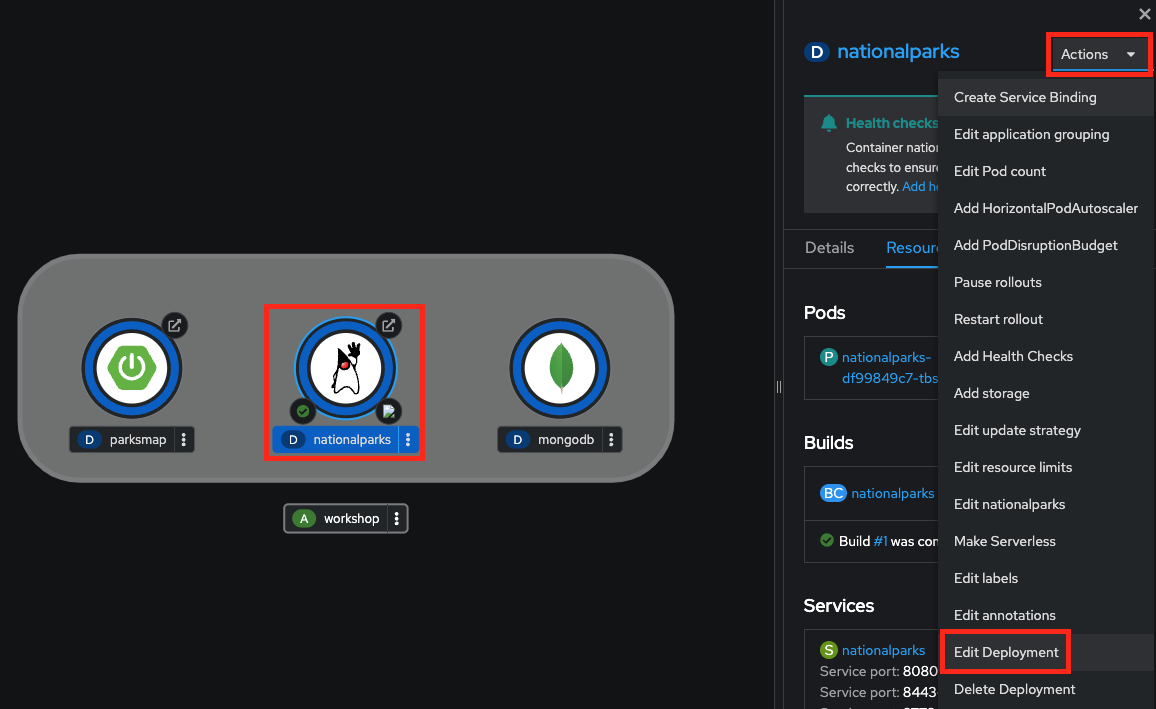 D parksmap
D nationalparks
D mongodb
A workshop
D nationalparks
Actions
Health checks
Container
checks to ensure
correctly. Add
Details
Pods
P nationalparks-
df99849c7-tbs
Builds
BC nationalparks
Build #1 was
Services
S nationalparks
Service port: 8080
Service port: 8443
Create Service Binding
Edit application grouping
Edit Pod count
Add HorizontalPodAutoscaler
Add PodDisruptionBudget
Pause rollouts
Restart rollout
Add Health Checks
Add storage
Edit update strategy
Edit resource limits
Edit nationalparks
Make Serverless
Edit labels
Edit annotations
Edit Deployment
Delete Deployment